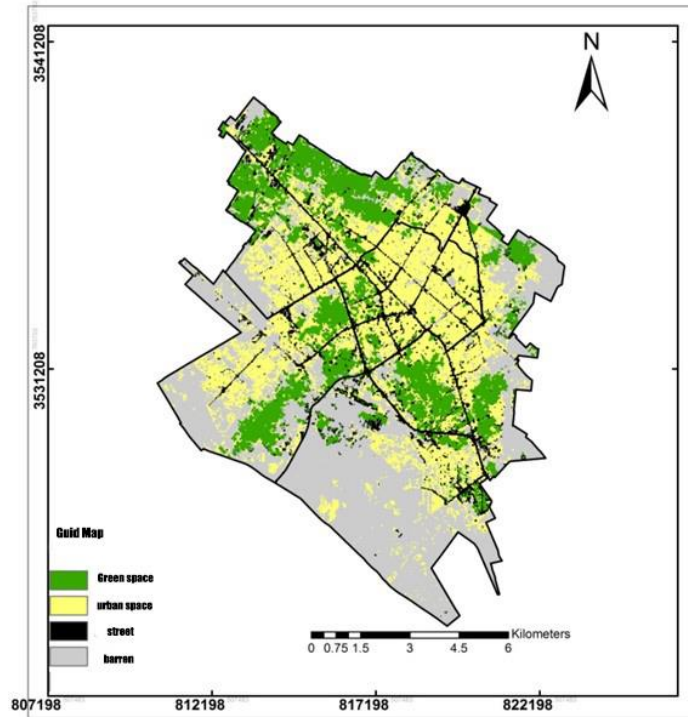 3541208
N
3531208
Guid Map
Green space
urban space
street
barren
Kilometers
0 0.75 1.5 3 4.5 6
807198 812198 817198 822198